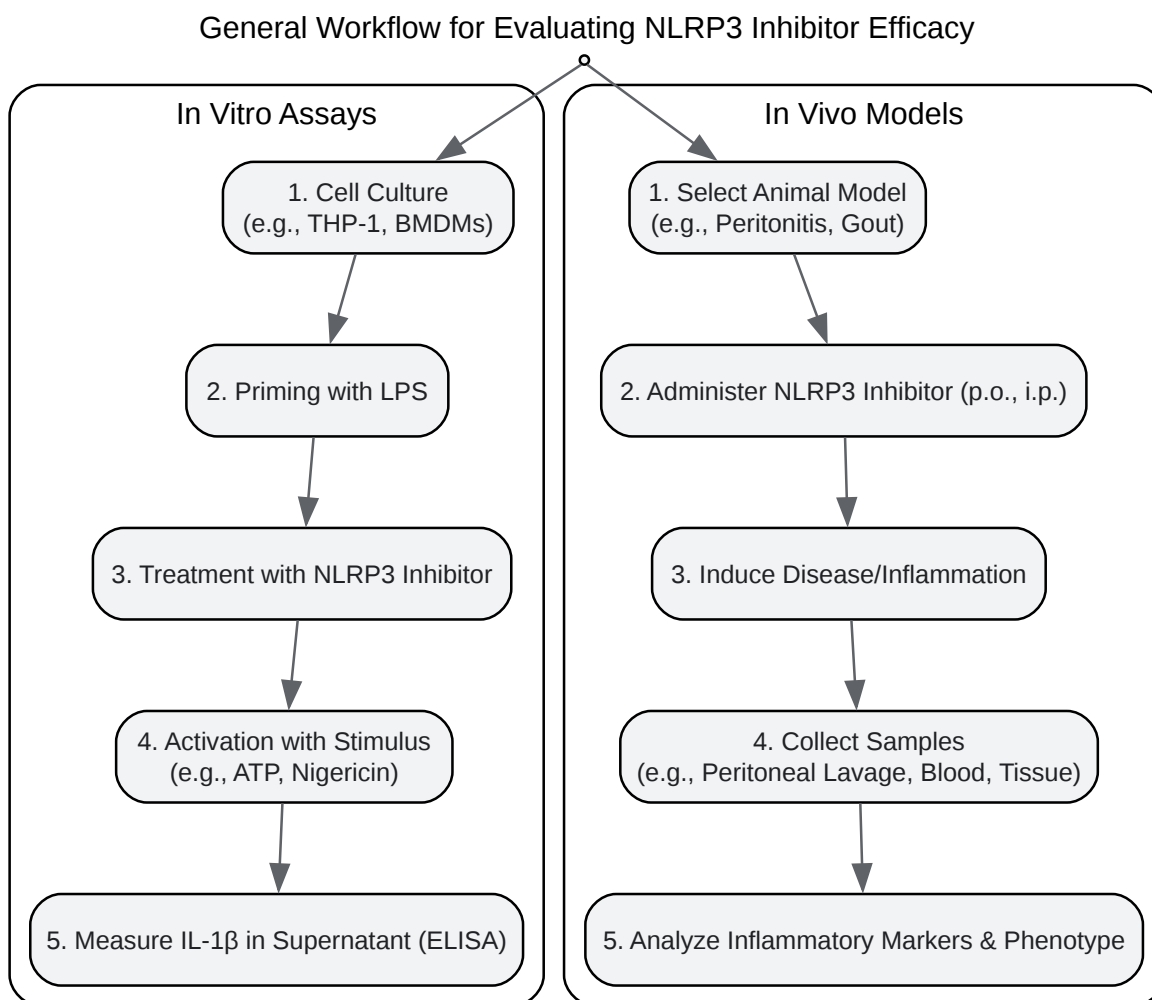 General Workflow for Evaluating NLRP3 Inhibitor Efficacy
In Vitro Assays
1. Cell Culture
(e.g., THP-1, BMDMs)
2. Priming with LPS
3. Treatment with NLRP3 Inhibitor
4. Activation with Stimulus
(e.g., ATP, Nigericin)
5. Measure IL-1β in Supernatant (ELISA)
In Vivo Models
1. Select Animal Model
(e.g., Peritonitis, Gout)
2. Administer NLRP3 Inhibitor (p.o., i.p.)
3. Induce Disease/Inflammation
4. Collect Samples
(e.g., Peritoneal Lavage, Blood, Tissue)
5. Analyze Inflammatory Markers & Phenotype